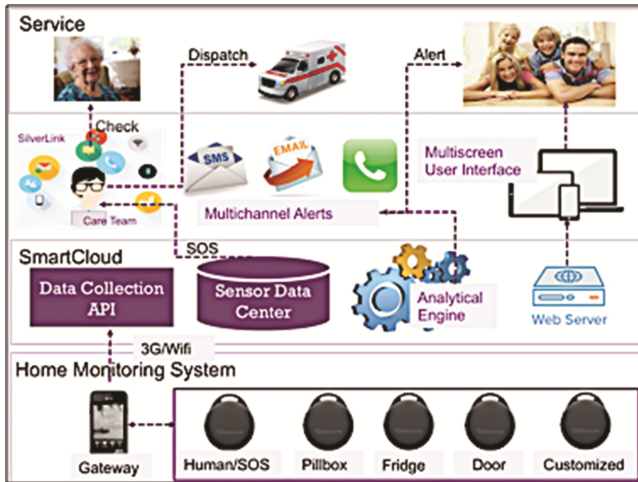 Service
Dispatch
Alert
SilverLink
Check
SMS
EMAIL
Multiscreen
User Interface
Care Team
Multichannel Alerts
SOS
SmartCloud
Data Collection
API
Sensor Data
Center
Analytical
Engine
Web Server
3G/Wifi
Home Monitoring System
Gateway
Human/SOS
Pillbox
Fridge
Door
Customized